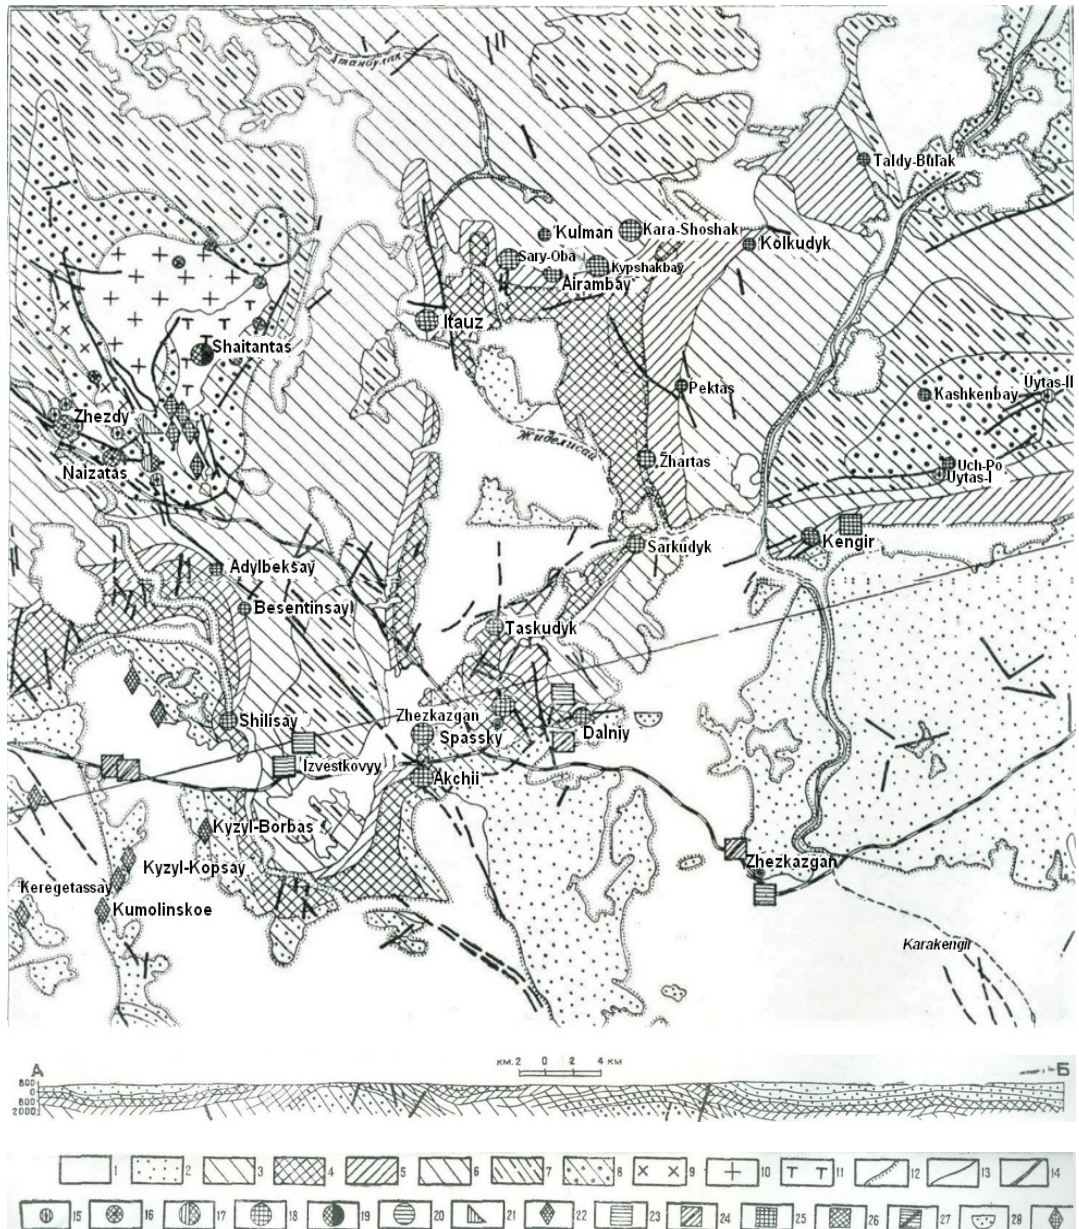 Атанбулак
Taldy-Bulak
Kulman
Kara-Shoshak
Kolkudyk
Sary-Oba
Kypshakbay
Airambay
Itauz
Shaitantas
Pektas
Kashkenbay
Uytas-II
Zhezdy
Жиделисай
Naizatas
Zhartas
Uch-Po
Uytas-I
Kengir
Sarkudyk
Adylbeksay
Besentinsay
Taskudyk
Shilisay
Zhezkazgan
Spassky
Dalniy
Izvestkovyy
Akchii
Kyzyl-Borbas
Zhezkazgan
Kyzyl-Kopsay
Keregetassay
Kumolinskoe
Karakengir
А
КМ. 2 0 2 4 КМ
Б
800
0
800
2000
1 2 3 4 5 6 7 8 9 10 11 12 13 14
15 16 17 18 19 20 21 22 23 24 25 26 27 28